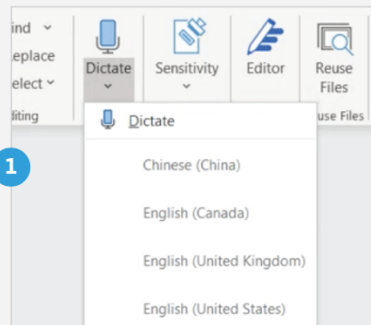 ind
eplace
elect
liting
Dictate
Sensitivity
Editor
Reuse
Files
use Files
Dictate
1
Chinese (China)
English (Canada)
English (United Kingdom)
English (United States)